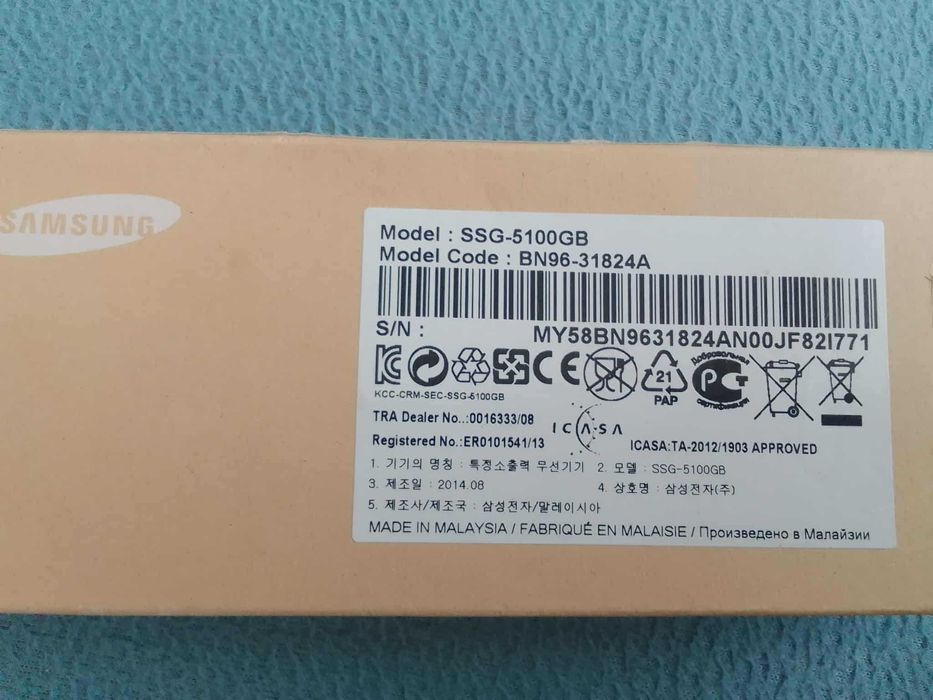 SAMSUNG
Model : SSG-5100GB
Model Code : BN96-31824A
S/N :
MY58BN9631824AN00JF82I771
KCC-CRM-SEC-SSG-5100GB
CE
21
PAP
Добровольная
РСТ
сертификация
TRA Dealer No..:0016333/08
Registered No.:ER0101541/13
ICASA
ICASA:TA-2012/1903 APPROVED
1. 기기의 명칭 : 특정소출력 무선기기 2. 모델 : SSG-5100GB
3. 제조일 : 2014.08 4. 상호명 : 삼성전자(주)
5. 제조사/제조국 : 삼성전자/말레이시아
MADE IN MALAYSIA / FABRIQUÉ EN MALAISIE / Произведено в Малайзии